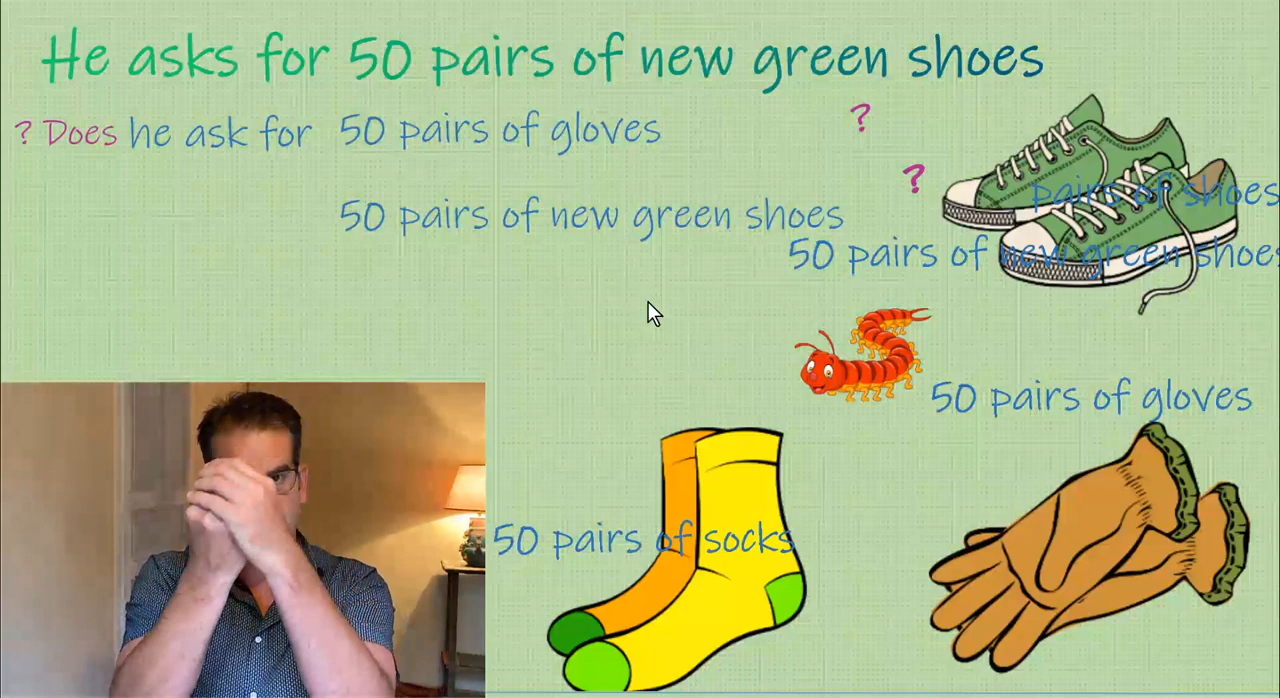 He asks for 50 pairs of new green shoes
? Does he ask for 50 pairs of gloves ?
?
pairs of shoes
50 pairs of new green shoes
50 pairs of new green shoes
50 pairs of gloves
50 pairs of socks